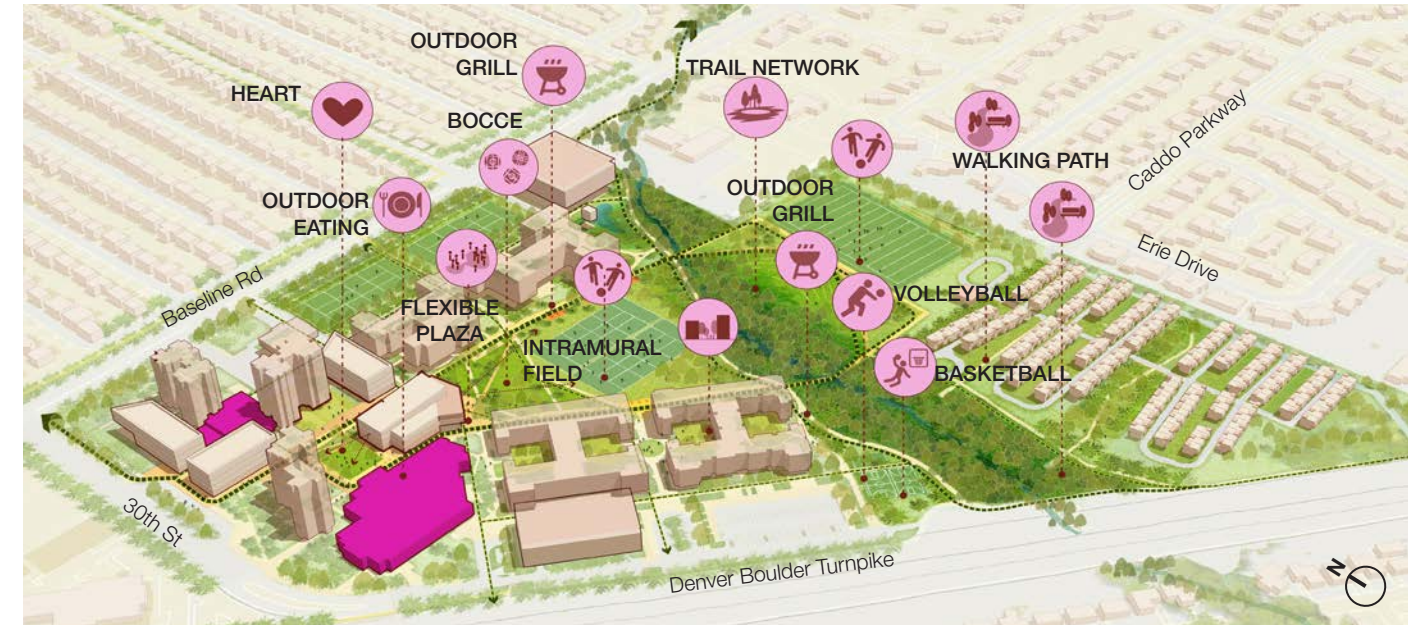 OUTDOOR
GRILL
TRAIL NETWORK
HEART
BOCCE
WALKING PATH
Caddo Parkway
OUTDOOR
EATING
OUTDOOR
GRILL
Erie Drive
Baseline Rd
FLEXIBLE
PLAZA
VOLLEYBALL
INTRAMURAL
FIELD
BASKETBALL
30th St
Denver Boulder Turnpike
N